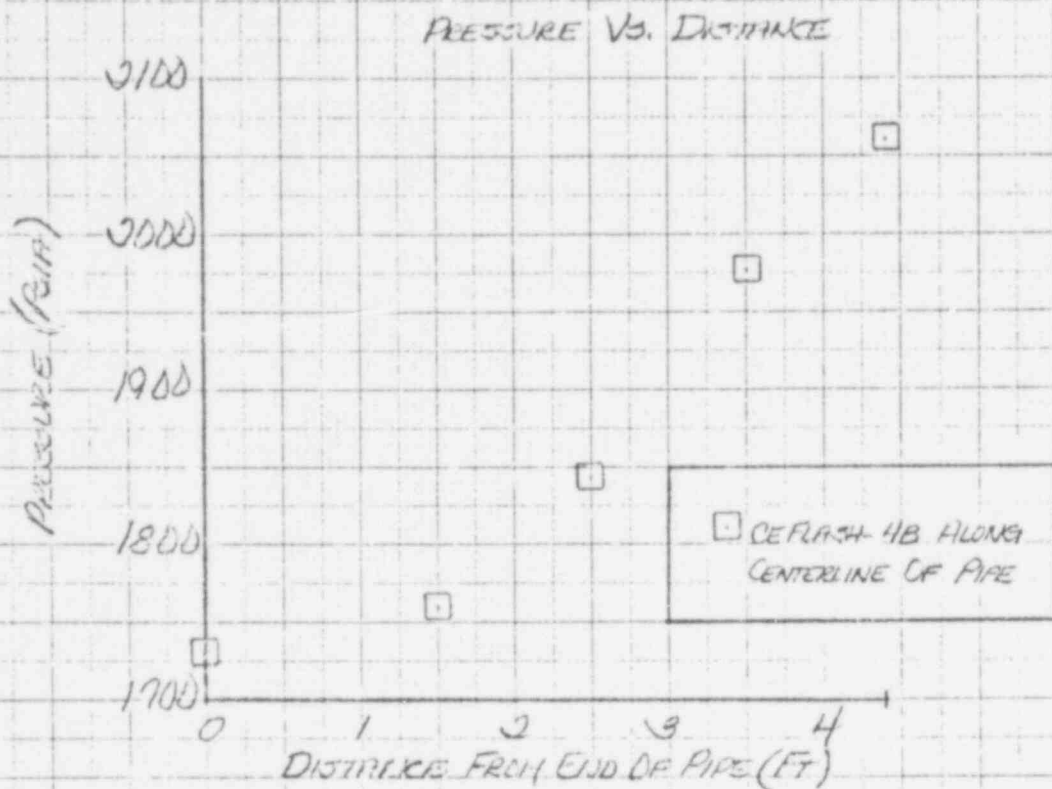 PRESSURE VS. DISTANCE
2100
2000
1900
1800
1700
PRESSURE (PSIA)
0 1 2 3 4
DISTANCE FROM END OF PIPE (FT)
CEFLASH-4B ALONG
CENTERLINE OF PIPE